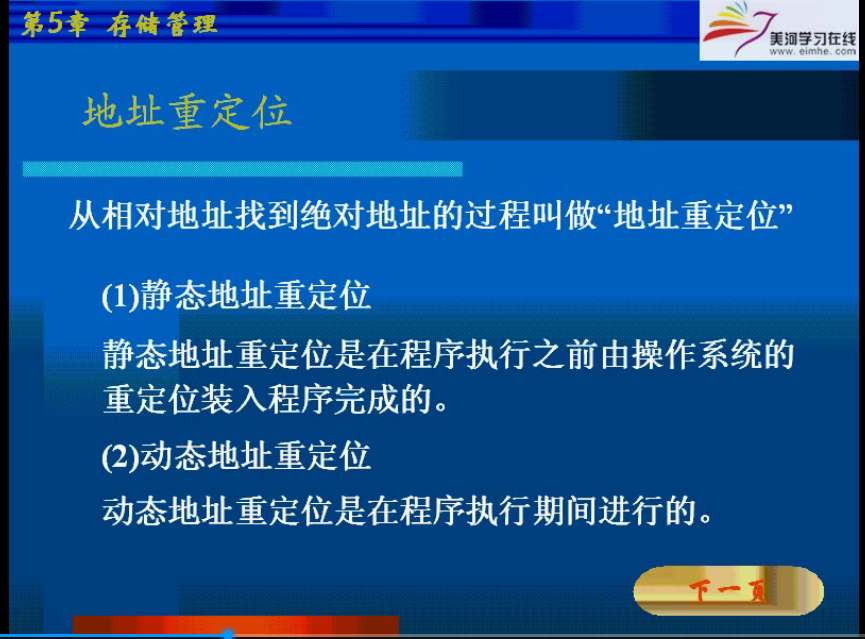 第5章 存储管理
美河学习在线
www.eimhe.com
地址重定位
从相对地址找到绝对地址的过程叫做“地址重定位”
(1)静态地址重定位
静态地址重定位是在程序执行之前由操作系统的
重定位装入程序完成的。
(2)动态地址重定位
动态地址重定位是在程序执行期间进行的。
下一页